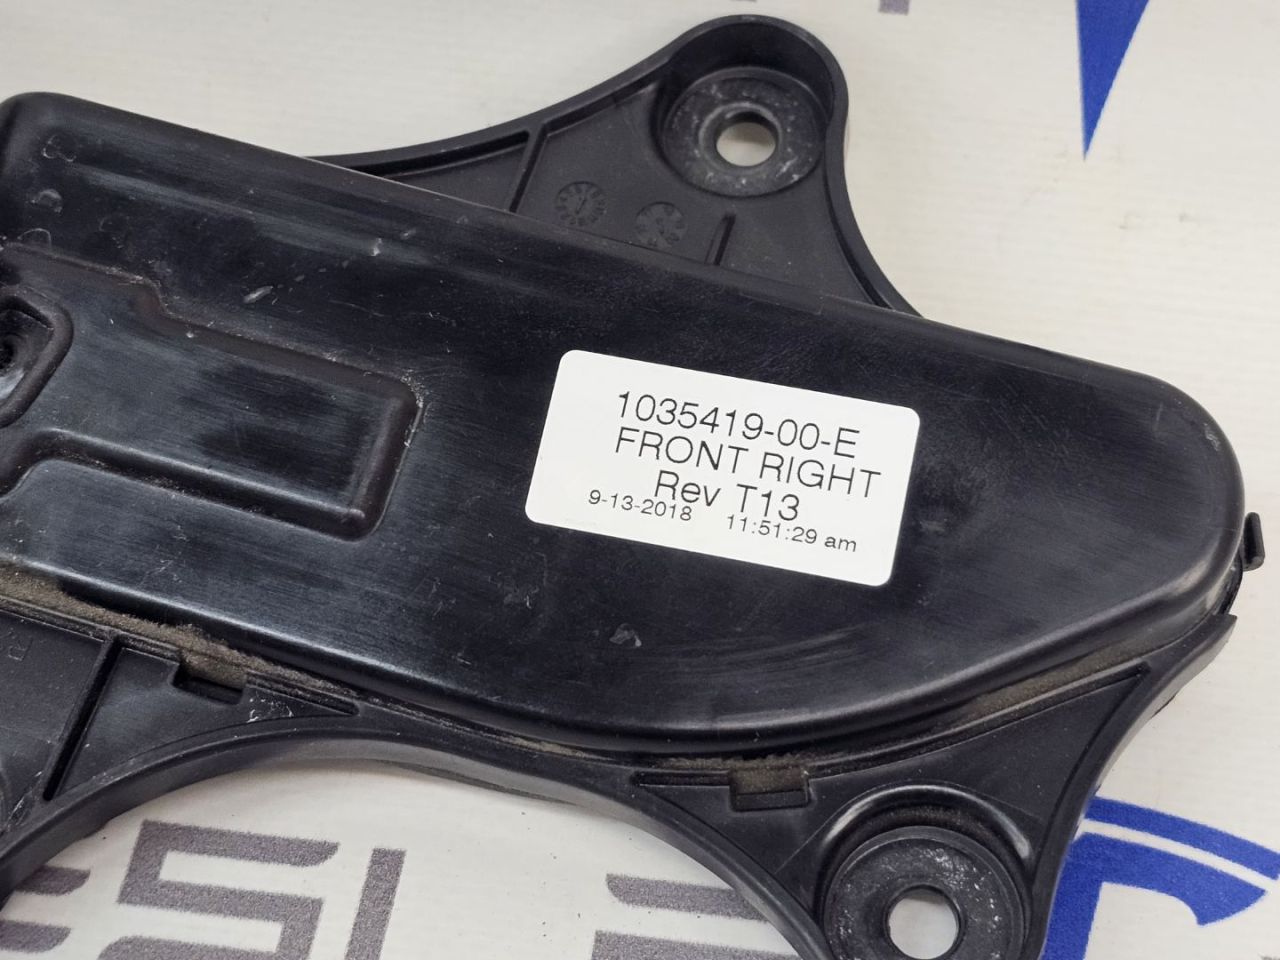 1035419-00-E
FRONT RIGHT
Rev T13
9-13-2018 11:51:29 am